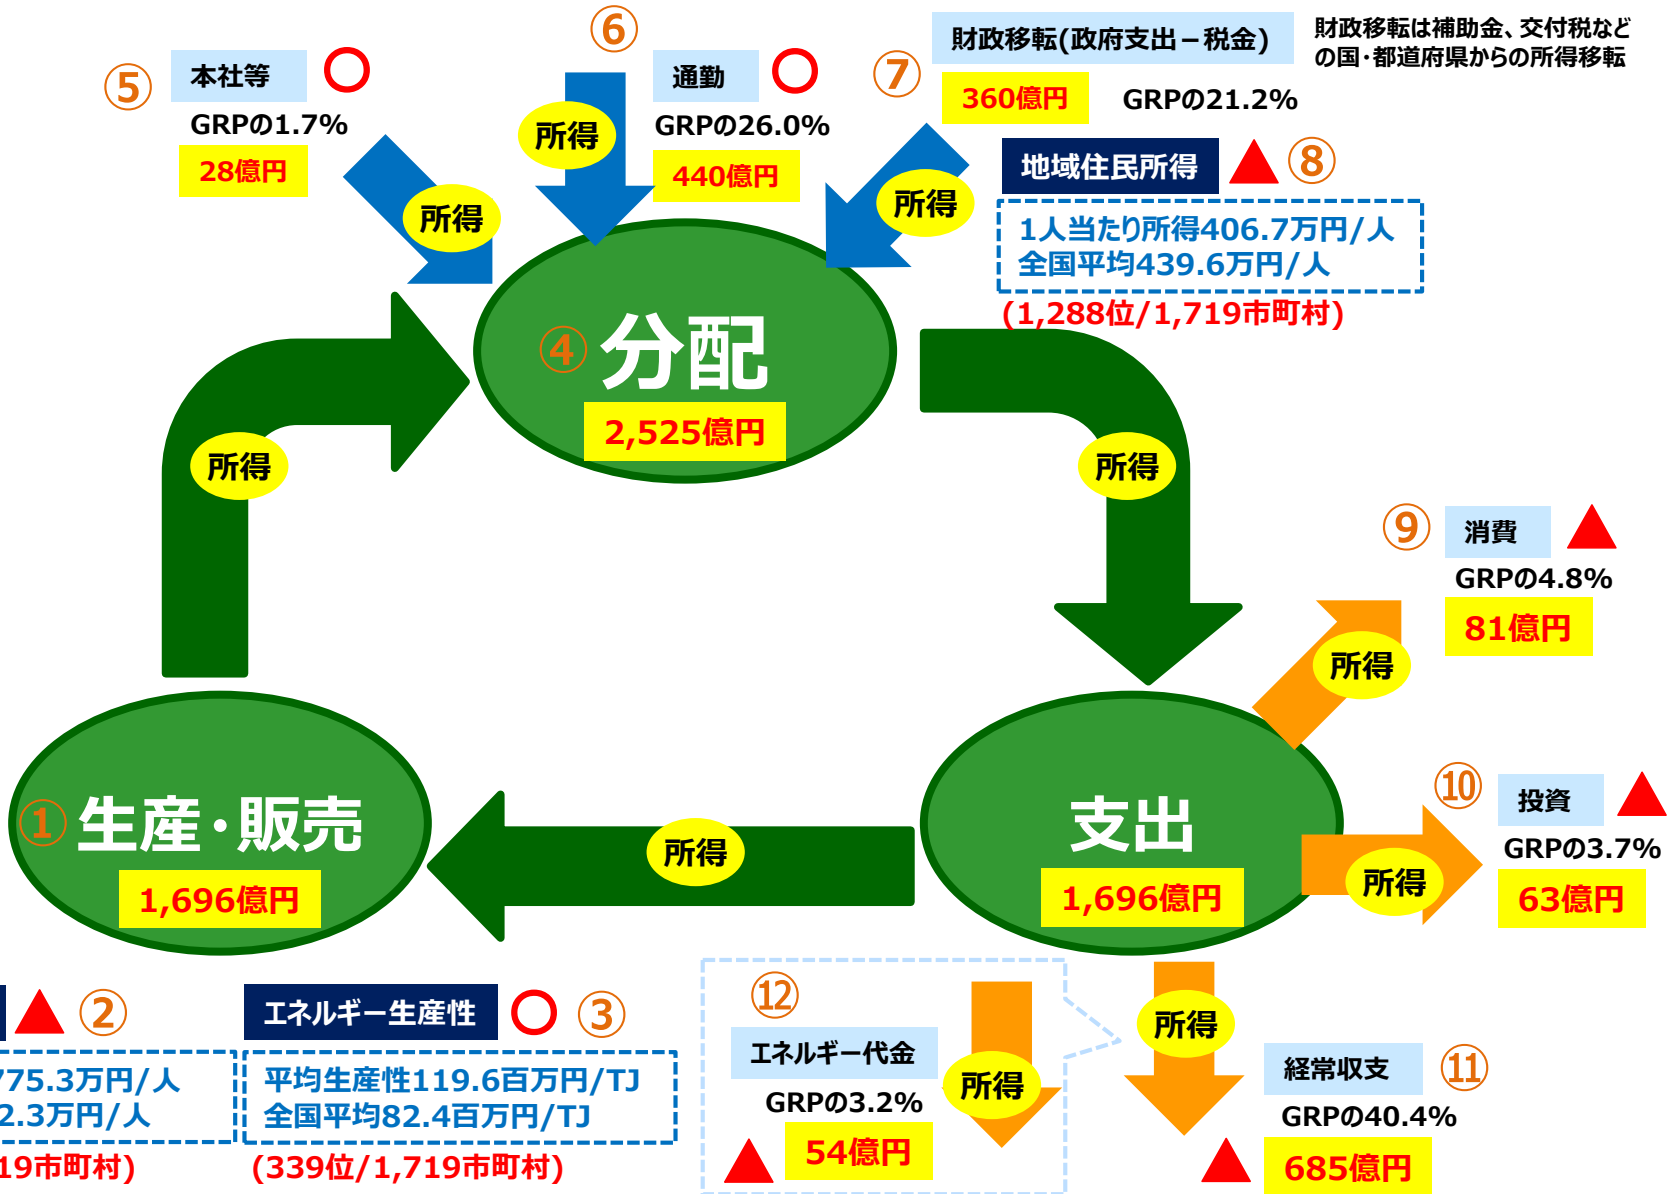 ⑥
財政移転(政府支出－税金)
財政移転は補助金、交付税など
の国・都道府県からの所得移転
⑤
本社等
通勤
⑦
360億円
GRPの21.2%
GRPの1.7%
GRPの26.0%
所得
28億円
440億円
地域住民所得
⑧
所得
所得
1人当たり所得406.7万円/人
全国平均439.6万円/人
(1,288位/1,719市町村)
④
分配
2,525億円
所得
所得
⑨
消費
GRPの4.8%
81億円
所得
①
生産・販売
1,696億円
所得
支出
1,696億円
⑩
投資
GRPの3.7%
63億円
所得
②
エネルギー生産性
③
775.3万円/人
2.3万円/人
19市町村)
平均生産性119.6百万円/TJ
全国平均82.4百万円/TJ
(339位/1,719市町村)
⑫
エネルギー代金
GRPの3.2%
54億円
所得
所得
経常収支
⑪
GRPの40.4%
685億円